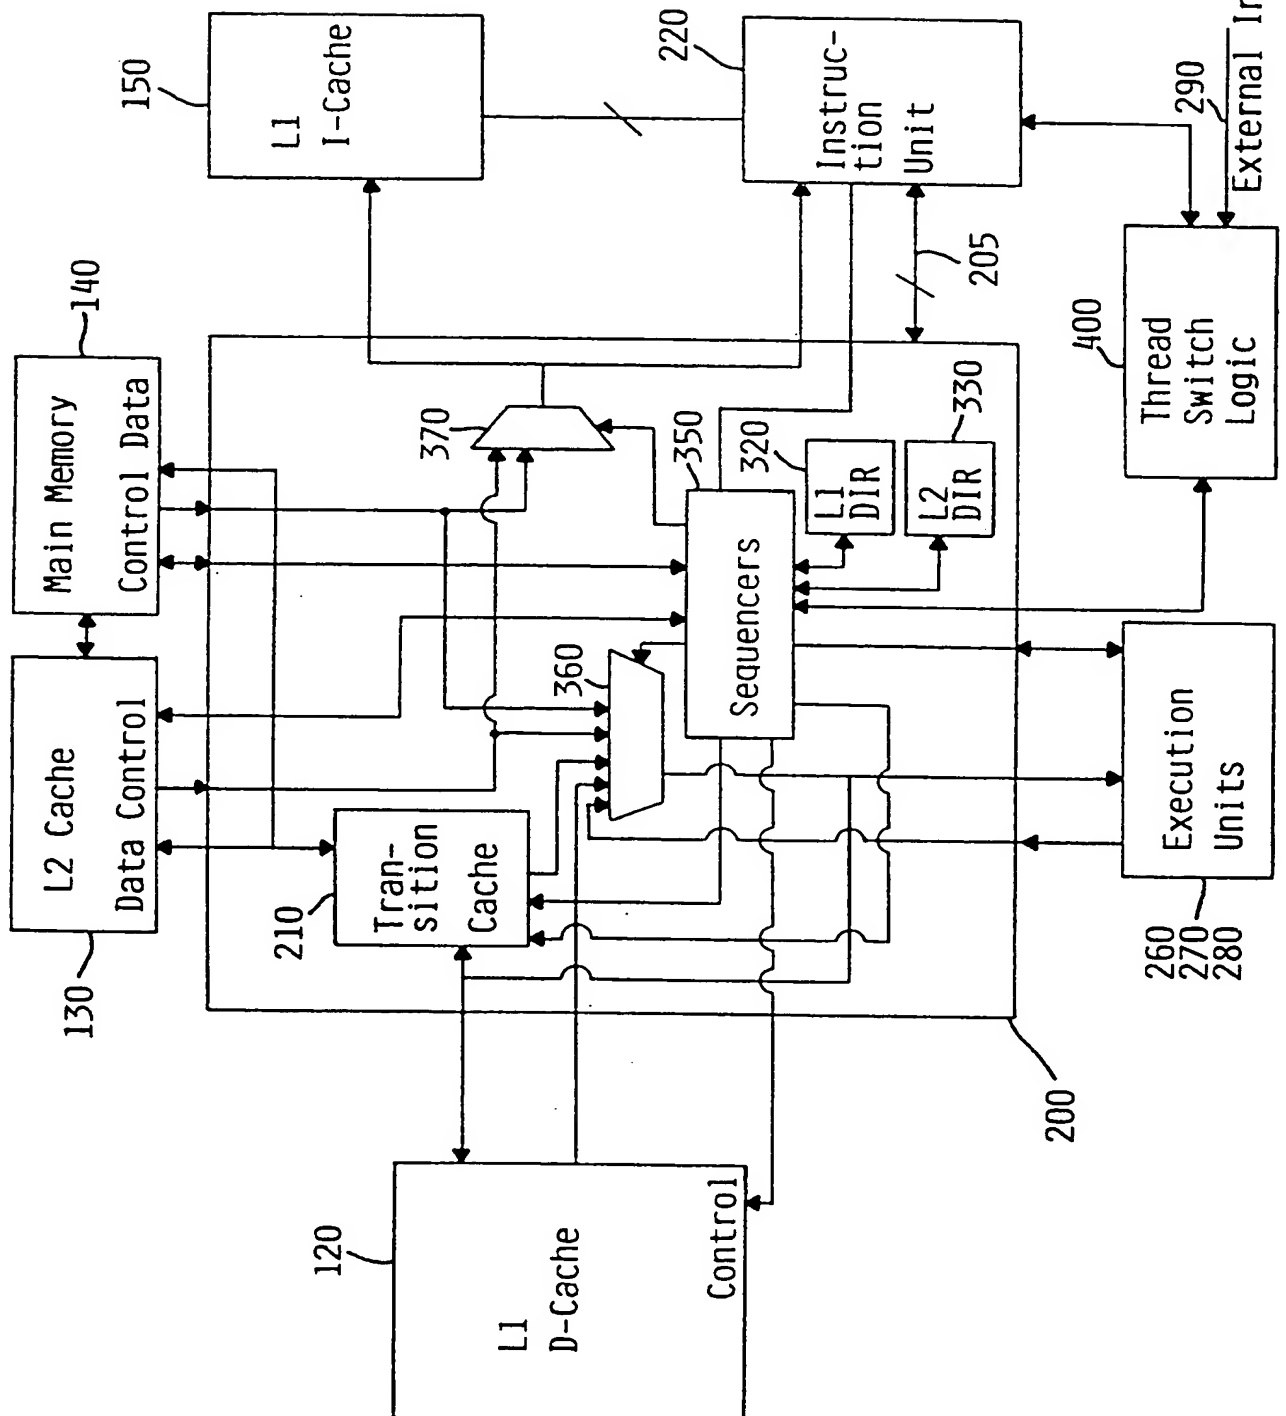 150
L1
I-Cache
220
Instruc-
tion
Unit
290
External
140
Main Memory
Control Data
130
L2 Cache
Data Control
370
350
320
L1
DIR
330
L2
DIR
205
400
Thread
Switch
Logic
360
Sequencers
210
Tran-
sition
Cache
260
270
280
Execution
Units
200
120
L1
D-Cache
Control